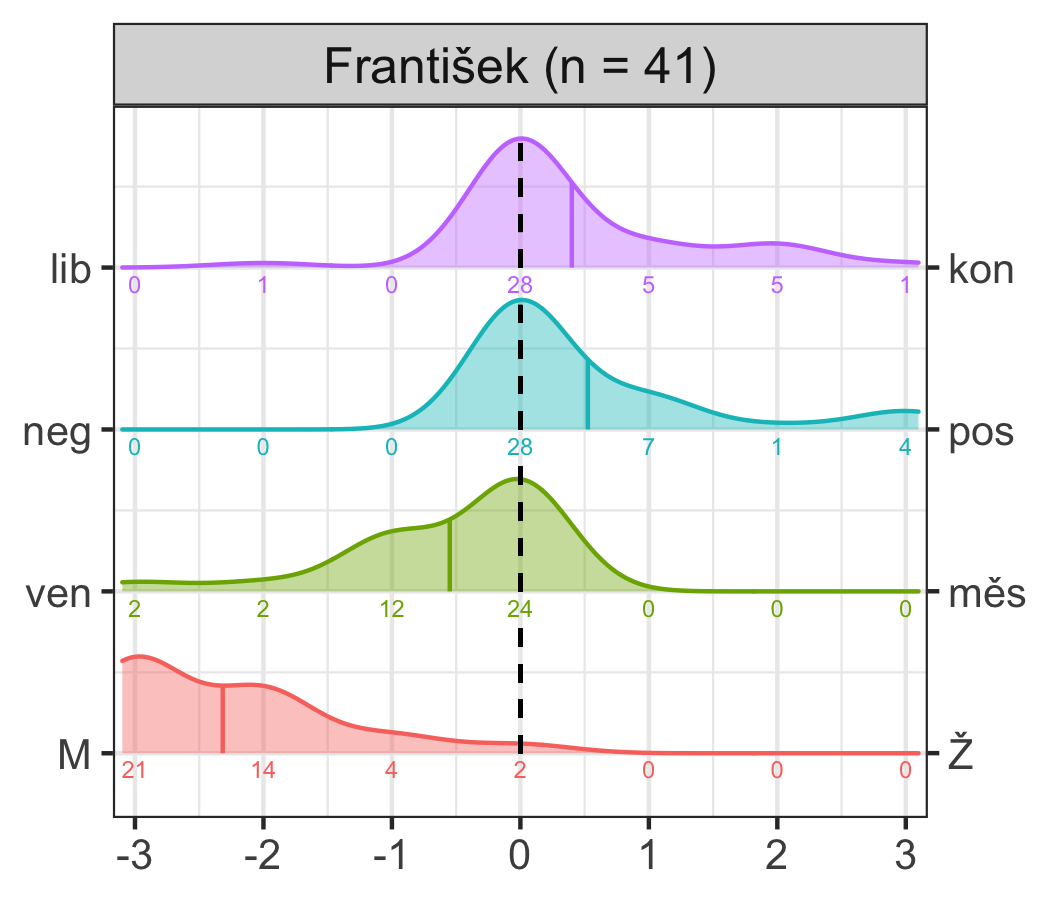 František (n = 41)
lib kon
0 1 0 28 5 5 1
neg pos
0 0 0 28 7 1 4
ven měs
2 2 12 24 0 0 0
M Ž
21 14 4 2 0 0 0
-3 -2 -1 0 1 2 3